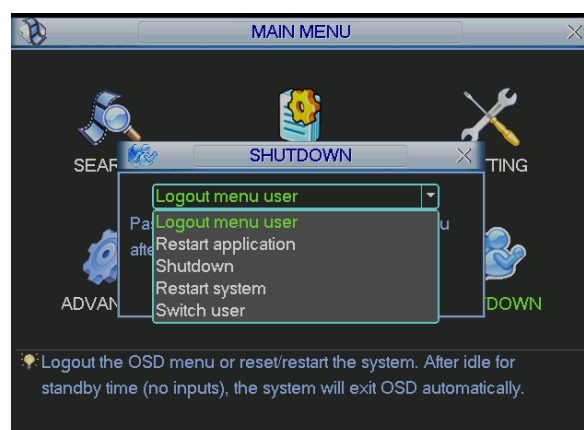 MAIN MENU
SEAR
TING
SHUTDOWN
Logout menu user
Pa
u
Logout menu user
afte
Restart application
Shutdown
Restart system
Switch user
ADVAN
DOWN
Logout the OSD menu or reset/restart the system. After idle for
standby time (no inputs), the system will exit OSD automatically.